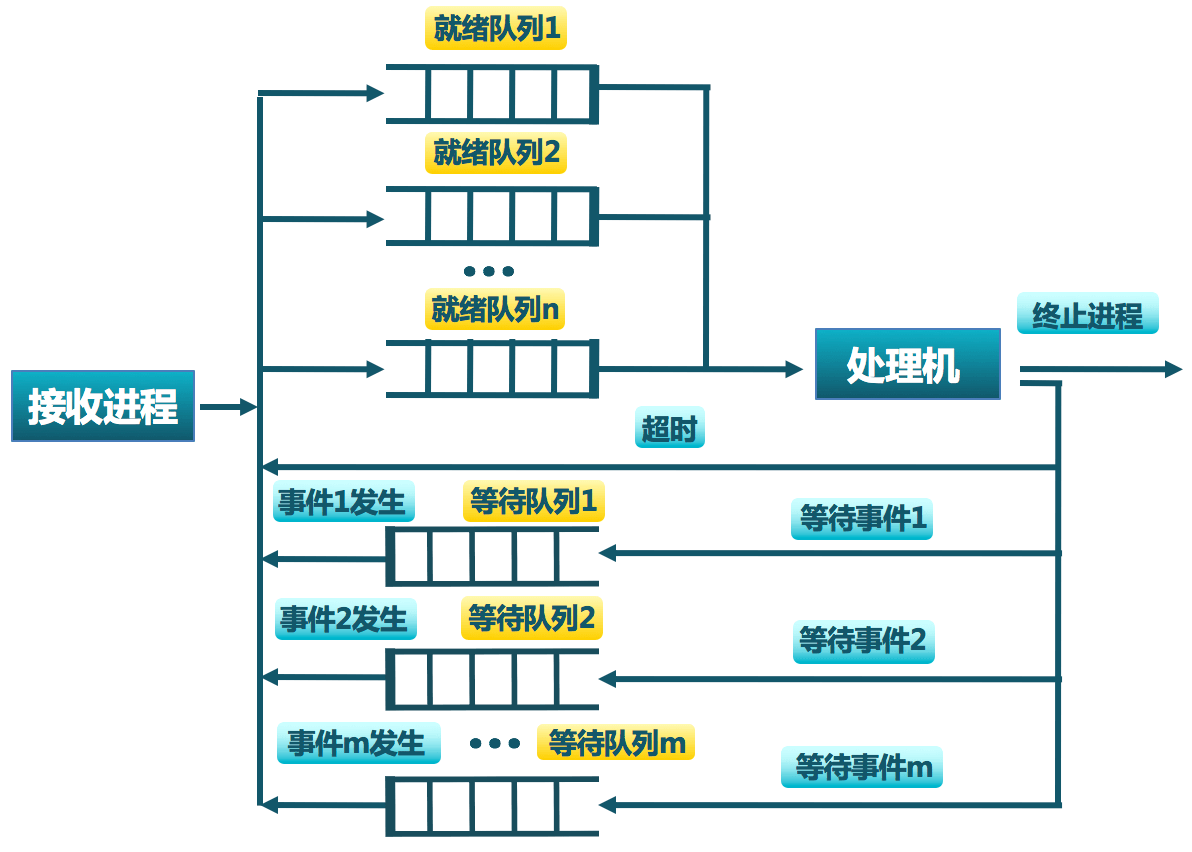 就绪队列1
就绪队列2
•••
就绪队列n
终止进程
处理机
接收进程
超时
事件1发生
等待队列1
等待事件1
事件2发生
等待队列2
等待事件2
事件m发生
•••
等待队列m
等待事件m